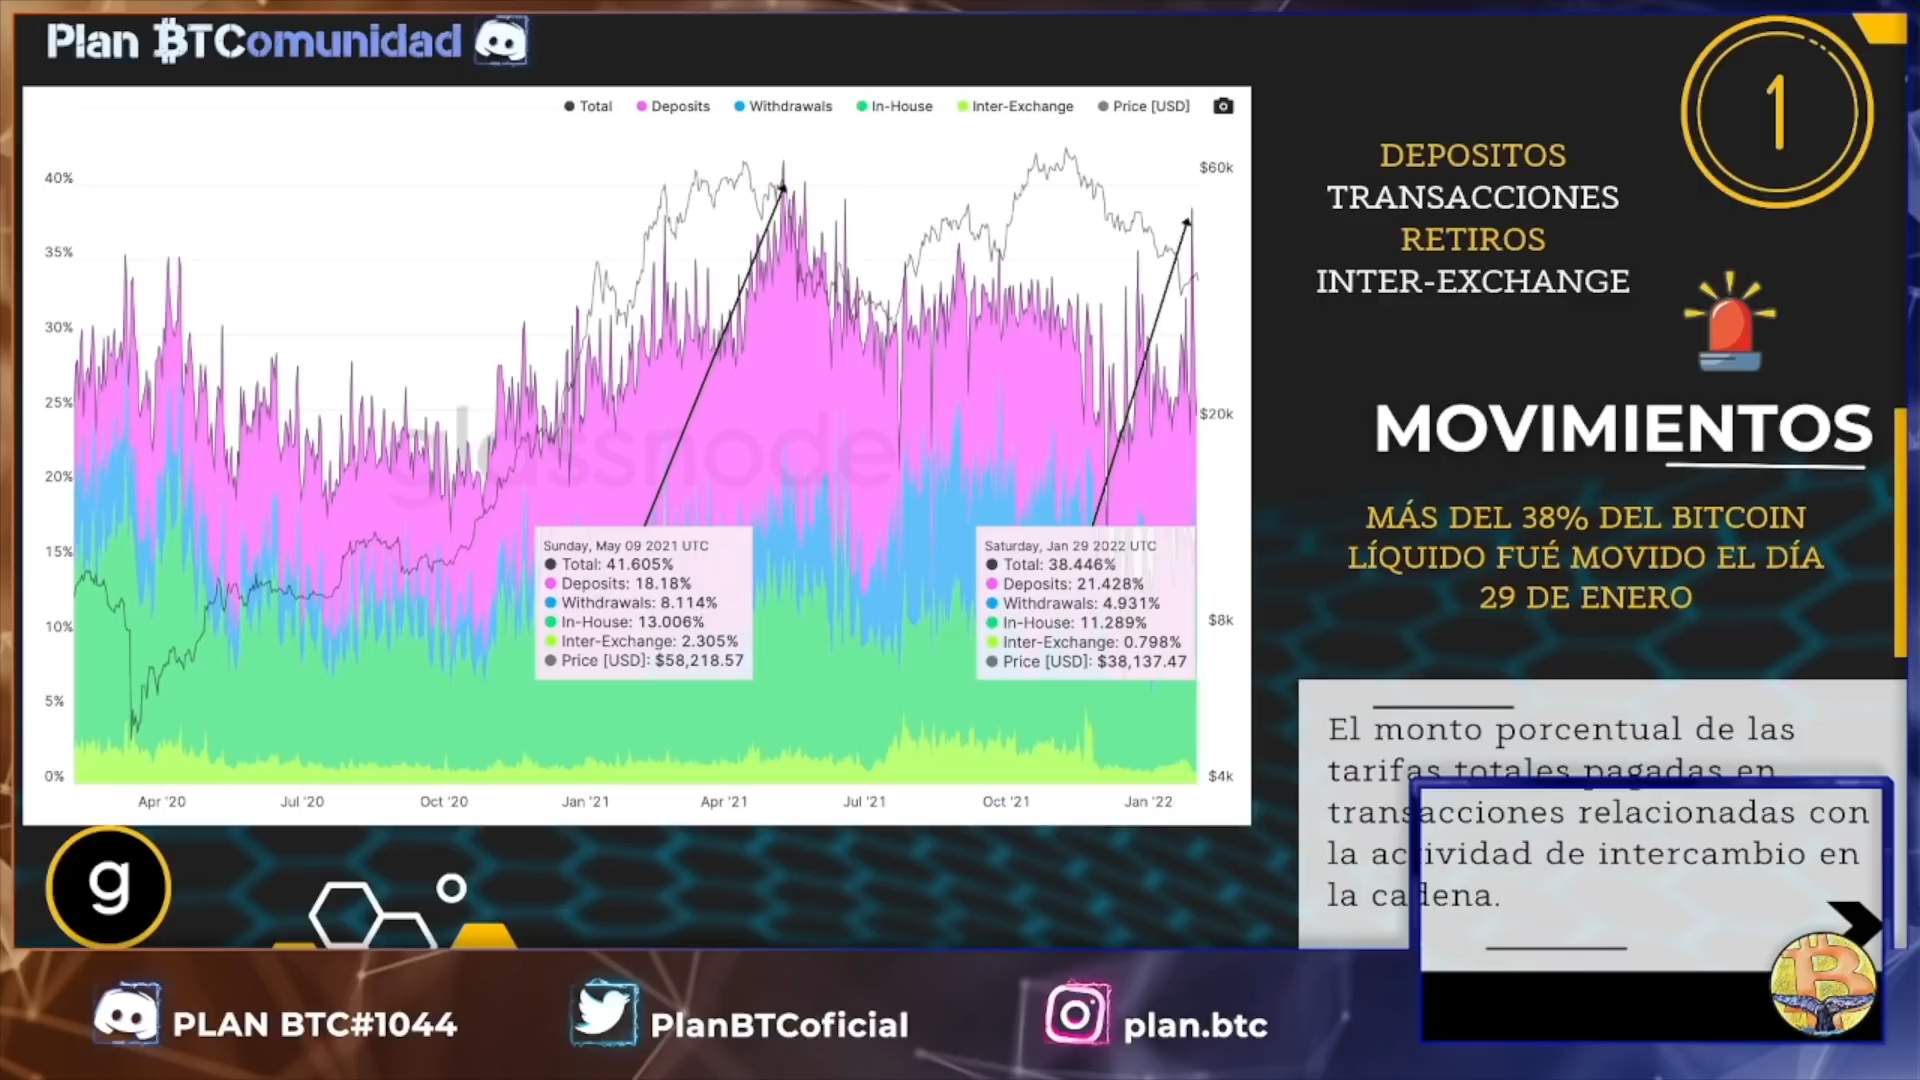 Plan BTComunidad
Total
Deposits
Withdrawals
In-House
Inter-Exchange
Price [USD]
40%
35%
30%
25%
20%
15%
10%
5%
0%
$60k
$20k
$8k
$4k
glassnode
Sunday, May 09 2021 UTC
Total: 41.605%
Deposits: 18.18%
Withdrawals: 8.114%
In-House: 13.006%
Inter-Exchange: 2.305%
Price [USD]: $58,218.57
Saturday, Jan 29 2022 UTC
Total: 38.446%
Deposits: 21.428%
Withdrawals: 4.931%
In-House: 11.289%
Inter-Exchange: 0.798%
Price [USD]: $38,137.47
Apr '20
Jul '20
Oct '20
Jan '21
Apr '21
Jul '21
Oct '21
Jan '22
1
DEPOSITOS
TRANSACCIONES
RETIROS
INTER-EXCHANGE
MOVIMIENTOS
MÁS DEL 38% DEL BITCOIN
LÍQUIDO FUÉ MOVIDO EL DÍA
29 DE ENERO
El monto porcentual de las
tarifas totales pagadas en
transacciones relacionadas con
la actividad de intercambio en
la cadena.
g
PLAN BTC#1044
PlanBTCoficial
plan.btc